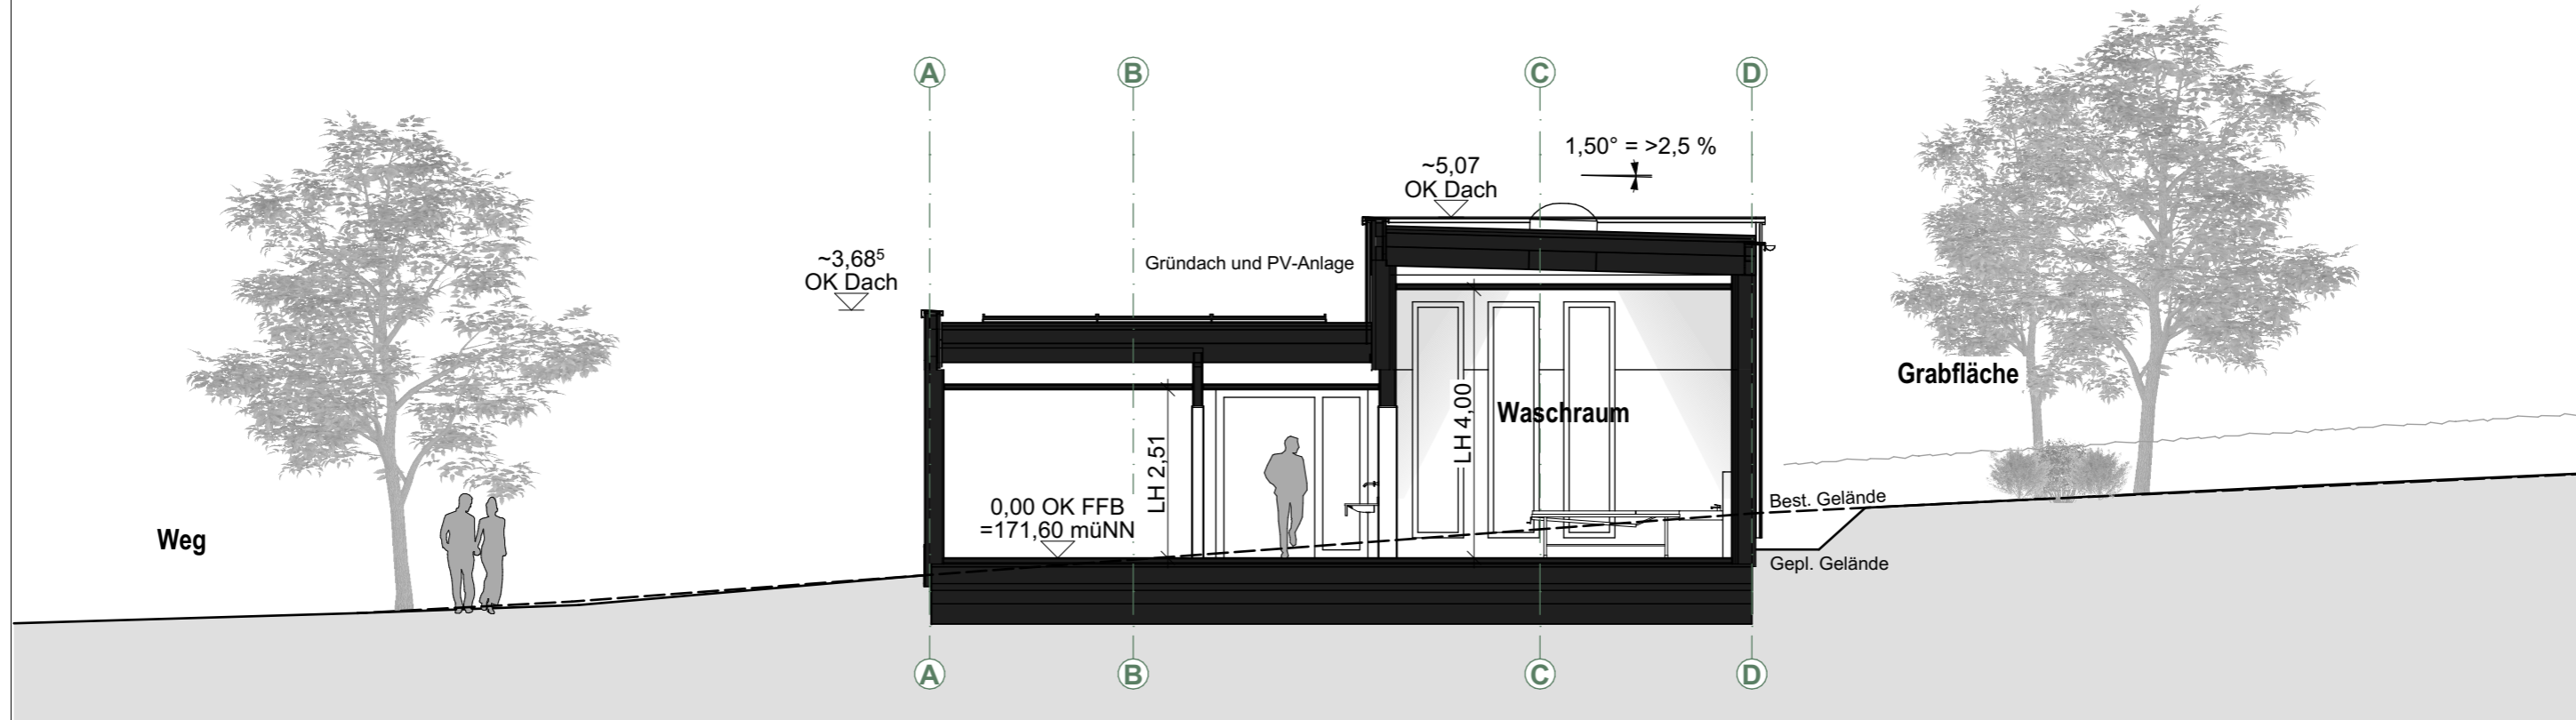 A
B
C
D
1,50° = >2,5 %
~5,07
OK Dach
~3,68⁵
OK Dach
Gründach und PV-Anlage
Grabfläche
LH 4,00
Waschraum
LH 2,51
Best. Gelände
0,00 OK FFB
=171,60 müNN
Weg
Gepl. Gelände
A
B
C
D